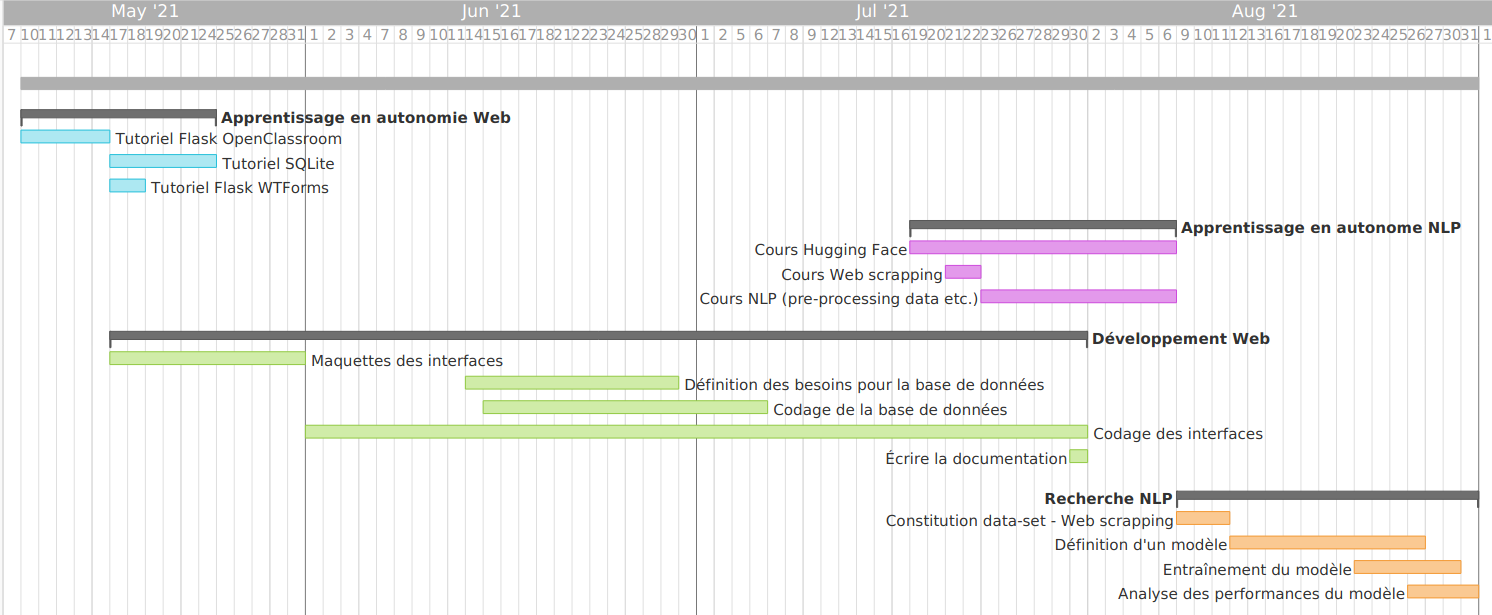 May '21 Jun '21 Jul '21 Aug '21
7 10 11 12 13 14 17 18 19 20 21 24 25 26 27 28 31 1 2 3 4 7 8 9 10 11 14 15 16 17 18 21 22 23 24 25 28 29 30 1 2 5 6 7 8 9 12 13 14 15 16 19 20 21 22 23 26 27 28 29 30 2 3 4 5 6 9 10 11 12 13 16 17 18 19 20 23 24 25 26 27 30 31 1
Apprentissage en autonomie Web
Tutoriel Flask OpenClassroom
Tutoriel SQLite
Tutoriel Flask WTForms
Apprentissage en autonome NLP
Cours Hugging Face
Cours Web scrapping
Cours NLP (pre-processing data etc.)
Développement Web
Maquettes des interfaces
Définition des besoins pour la base de données
Codage de la base de données
Codage des interfaces
Écrire la documentation
Recherche NLP
Constitution data-set - Web scrapping
Définition d'un modèle
Entraînement du modèle
Analyse des performances du modèle